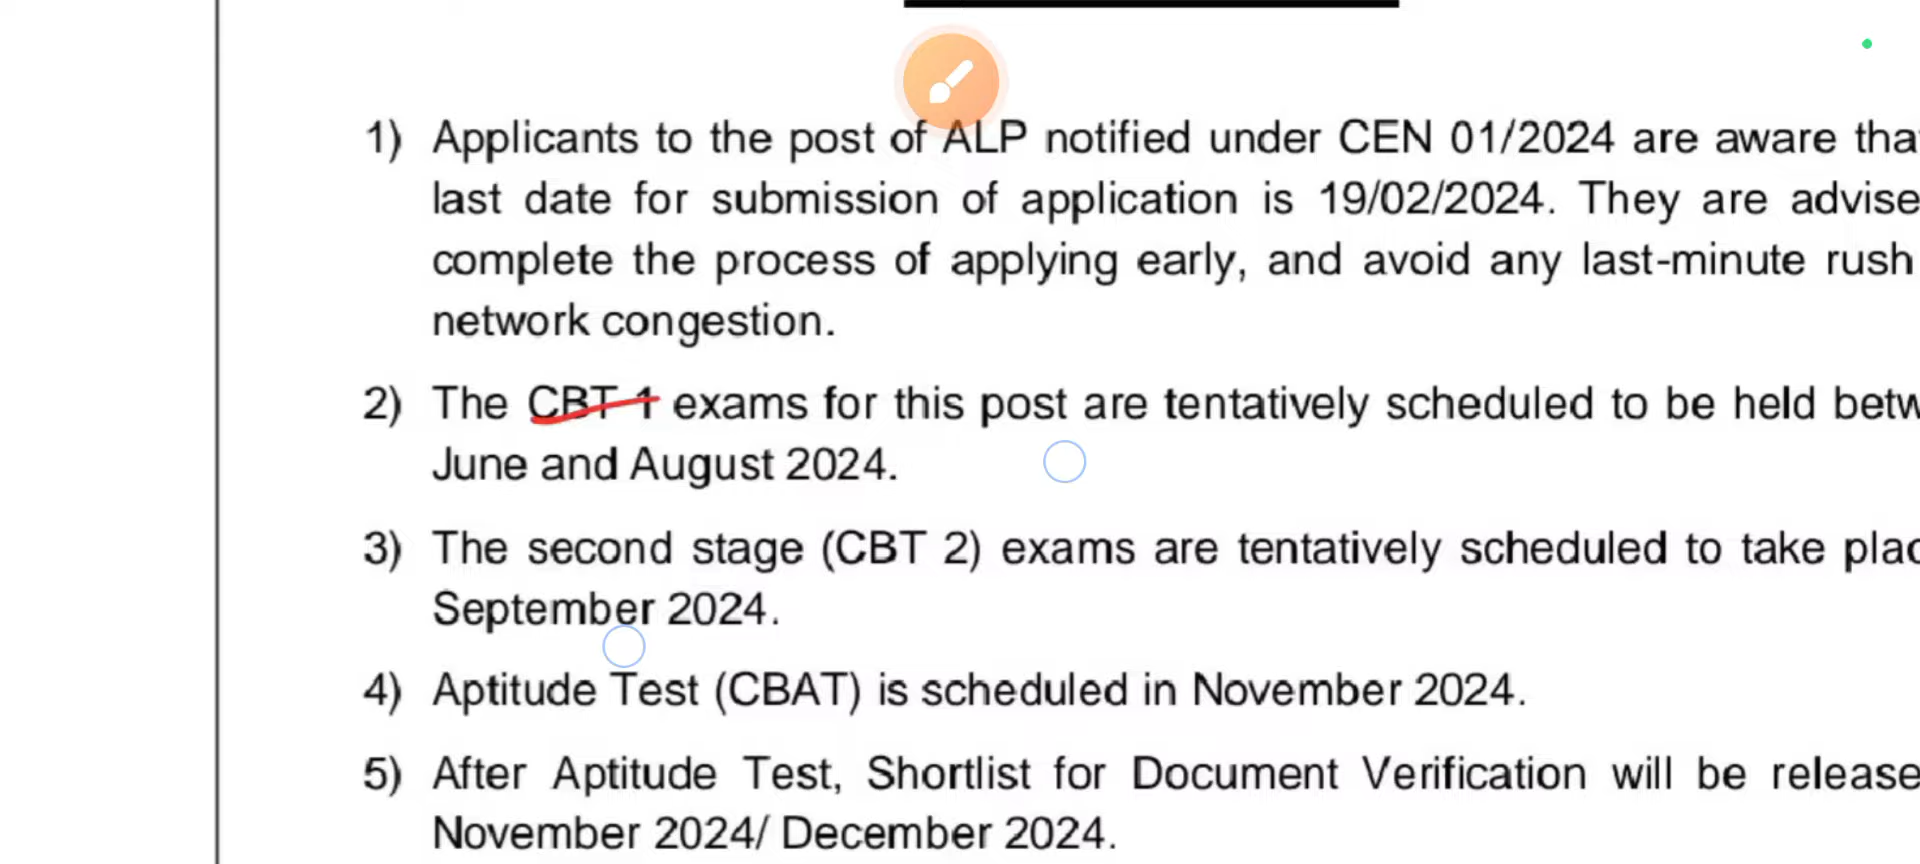 1) Applicants to the post of ALP notified under CEN 01/2024 are aware
last date for submission of application is 19/02/2024. They are
complete the process of applying early, and avoid any last-minute rush
network congestion.
2) The CBT 1 exams for this post are tentatively scheduled to be held
June and August 2024.
3) The second stage (CBT 2) exams are tentatively scheduled to take
September 2024.
4) Aptitude Test (CBAT) is scheduled in November 2024.
5) After Aptitude Test, Shortlist for Document Verification will be
November 2024/ December 2024.